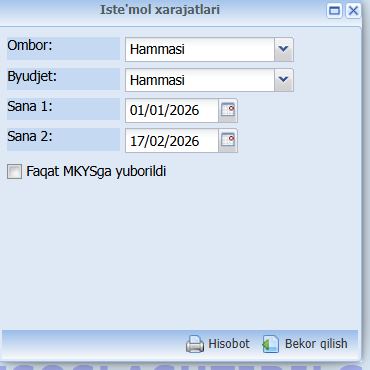 Iste'mol xarajatlari
Ombor: Hammasi
Byudjet: Hammasi
Sana 1: 01/01/2026
Sana 2: 17/02/2026
Faqat MKYSga yuborildi
Hisobot Bekor qilish